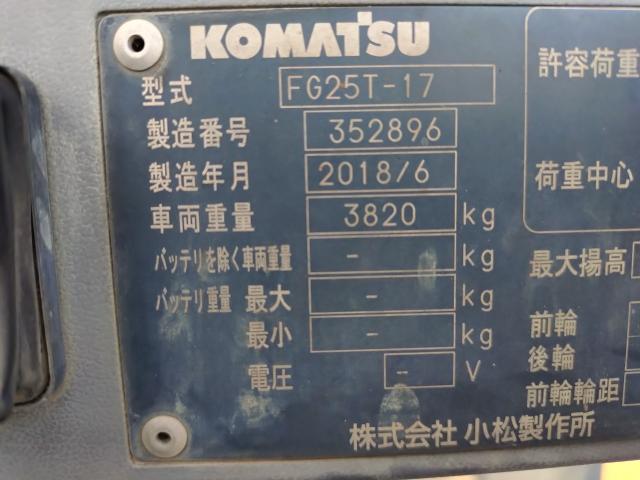 KOMATSU
型式 FG25T-17
製造番号 352896
製造年月 2018/6
車両重量 3820 kg
バッテリを除く車両重量 - kg
バッテリ重量 最大 - kg
最小 - kg
電圧 - V
許容荷重
荷重中心
最大揚高
前輪
後輪
前輪輪距
株式会社 小松製作所